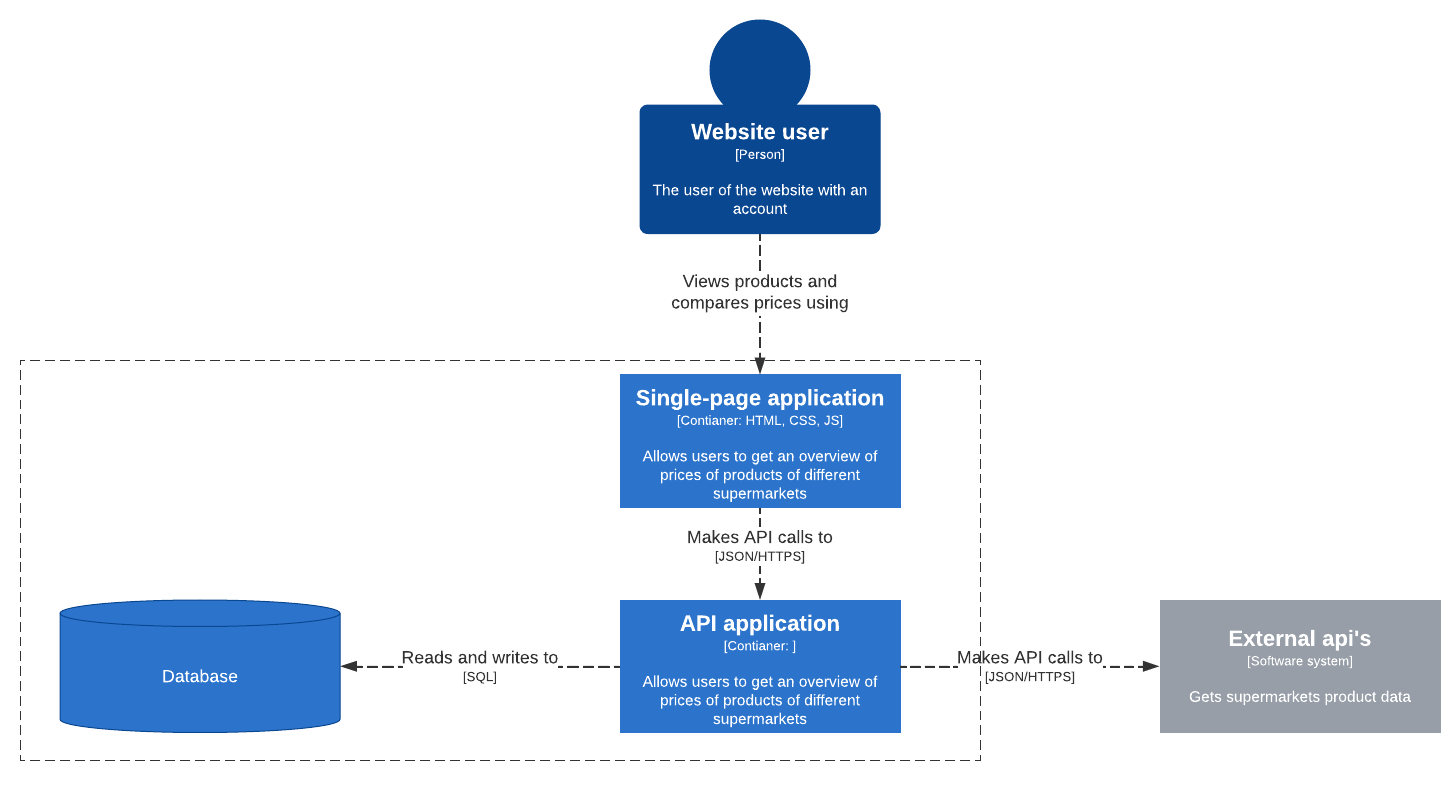 Website user
[Person]
The user of the website with an
account
Views products and
compares prices using
Single-page application
[Contianer: HTML, CSS, JS]
Allows users to get an overview of
prices of products of different
supermarkets
Makes API calls to
[JSON/HTTPS]
Database
Reads and writes to
[SQL]
API application
[Contianer: ]
Allows users to get an overview of
prices of products of different
supermarkets
Makes API calls to
[JSON/HTTPS]
External api's
[Software system]
Gets supermarkets product data